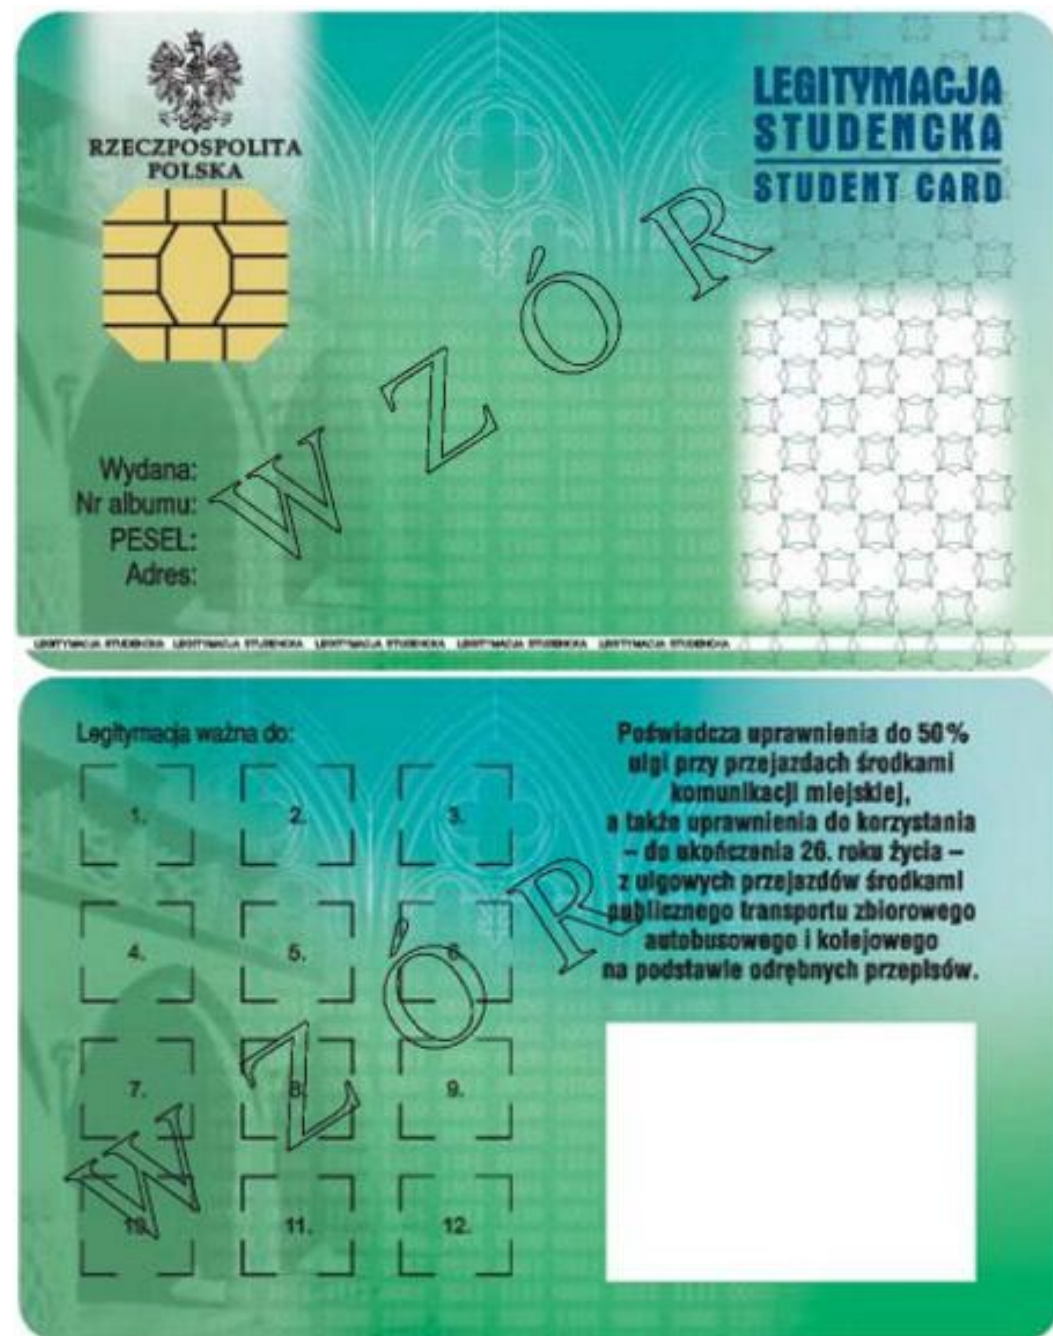 RZECZPOSPOLITA
POLSKA
LEGITYMACJA
STUDENCKA
STUDENT CARD
WZÓR
Wydana:
Nr albumu:
PESEL:
Adres:
LEGITYMACJA STUDENCKA LEGITYMACJA STUDENCKA LEGITYMACJA STUDENCKA LEGITYMACJA STUDENCKA LEGITYMACJA STUDENCKA
Legitymacja ważna do:
1. 2. 3.
4. 5. 6
7. 8. 9.
10. 11. 12.
WZÓR
Poświadcza uprawnienia do 50%
ulgi przy przejazdach środkami
komunikacji miejskiej,
a także uprawnienia do korzystania
– do ukończenia 26. roku życia –
z ulgowych przejazdów środkami
publicznego transportu zbiorowego
autobusowego i kolejowego
na podstawie odrębnych przepisów.